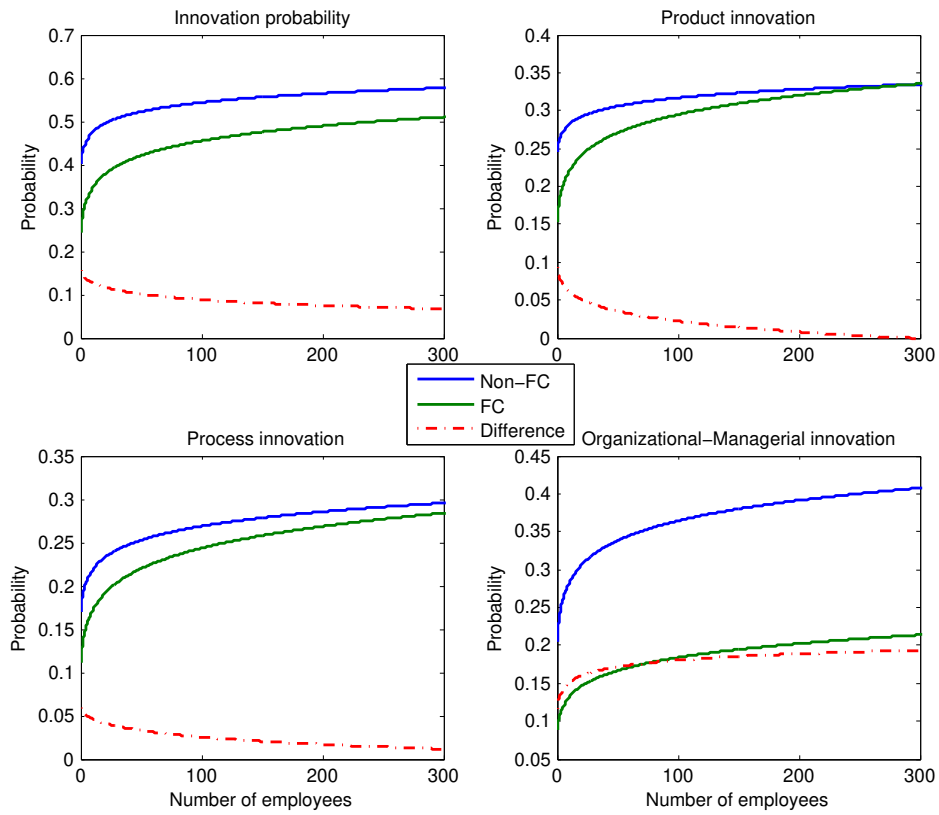 Innovation probability
0.7
0.6
0.5
0.4
0.3
0.2
0.1
0
Probability
0 100 200 300
Product innovation
0.4
0.35
0.3
0.25
0.2
0.15
0.1
0.05
0
Probability
0 100 200 300
Non−FC
FC
Difference
Process innovation
0.35
0.3
0.25
0.2
0.15
0.1
0.05
0
Probability
0 100 200 300
Number of employees
Organizational−Managerial innovation
0.45
0.4
0.35
0.3
0.25
0.2
0.15
0.1
0.05
Probability
0 100 200 300
Number of employees